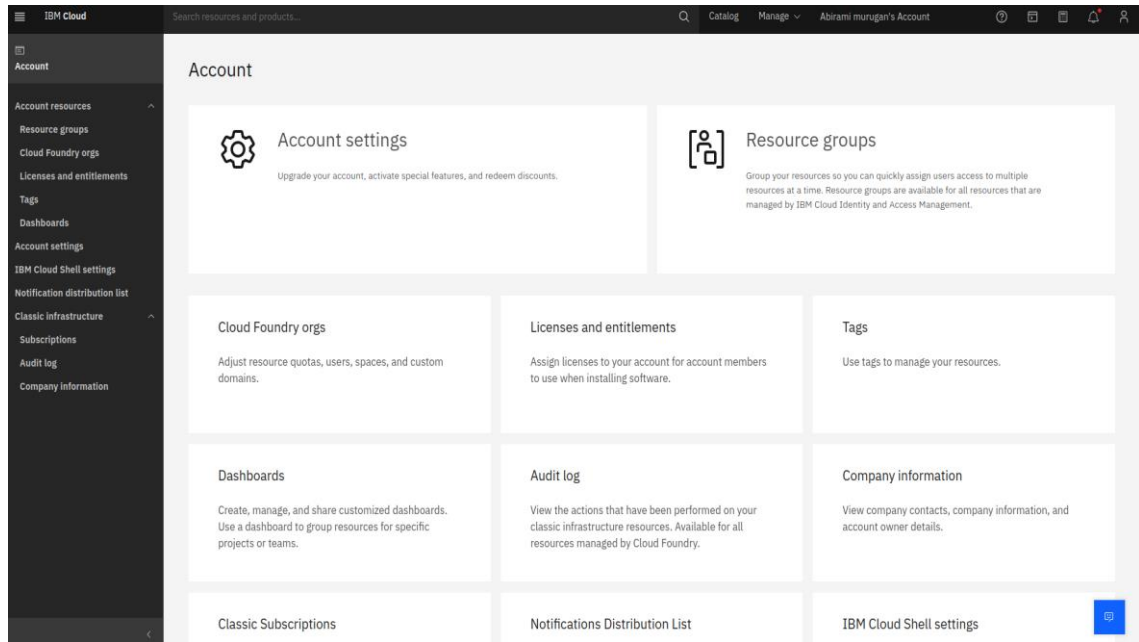 IBM Cloud
Search resources and products...
Catalog
Manage
Abirami murugan's Account
Account
Account resources
Resource groups
Cloud Foundry orgs
Licenses and entitlements
Tags
Dashboards
Account settings
IBM Cloud Shell settings
Notification distribution list
Classic infrastructure
Subscriptions
Audit log
Company information
Account
Account settings
Upgrade your account, activate special features, and redeem discounts.
Resource groups
Group your resources so you can quickly assign users access to multiple
resources at a time. Resource groups are available for all resources that are
managed by IBM Cloud Identity and Access Management.
Cloud Foundry orgs
Adjust resource quotas, users, spaces, and custom
domains.
Licenses and entitlements
Assign licenses to your account for account members
to use when installing software.
Tags
Use tags to manage your resources.
Dashboards
Create, manage, and share customized dashboards.
Use a dashboard to group resources for specific
projects or teams.
Audit log
View the actions that have been performed on your
classic infrastructure resources. Available for all
resources managed by Cloud Foundry.
Company information
View company contacts, company information, and
account owner details.
Classic Subscriptions
Notifications Distribution List
IBM Cloud Shell settings